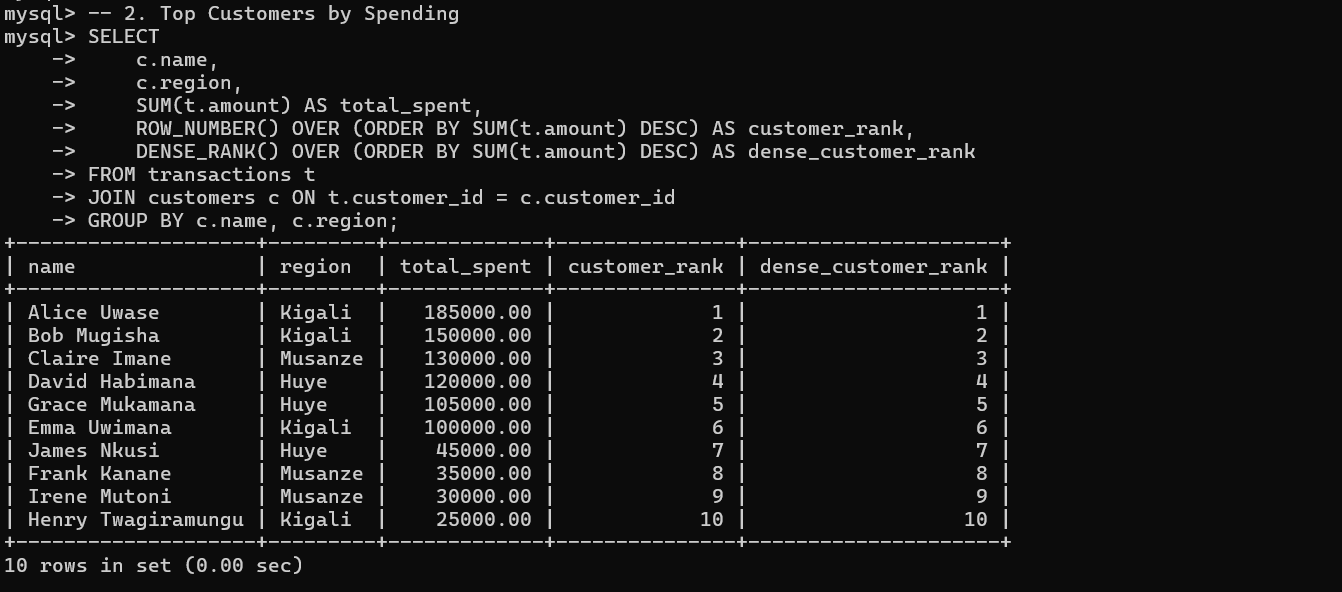 mysql> -- 2. Top Customers by Spending
mysql> SELECT
    ->     c.name,
    ->     c.region,
    ->     SUM(t.amount) AS total_spent,
    ->     ROW_NUMBER() OVER (ORDER BY SUM(t.amount) DESC) AS customer_rank,
    ->     DENSE_RANK() OVER (ORDER BY SUM(t.amount) DESC) AS dense_customer_rank
    -> FROM transactions t
    -> JOIN customers c ON t.customer_id = c.customer_id
    -> GROUP BY c.name, c.region;
+--------------------+---------+-------------+---------------+---------------------+
| name               | region  | total_spent | customer_rank | dense_customer_rank |
+--------------------+---------+-------------+---------------+---------------------+
| Alice Uwase        | Kigali  |   185000.00 |             1 |                   1 |
| Bob Mugisha        | Kigali  |   150000.00 |             2 |                   2 |
| Claire Imane       | Musanze |   130000.00 |             3 |                   3 |
| David Habimana     | Huye    |   120000.00 |             4 |                   4 |
| Grace Mukamana     | Huye    |   105000.00 |             5 |                   5 |
| Emma Uwimana       | Kigali  |   100000.00 |             6 |                   6 |
| James Nkusi        | Huye    |    45000.00 |             7 |                   7 |
| Frank Kanane       | Musanze |    35000.00 |             8 |                   8 |
| Irene Mutoni       | Musanze |    30000.00 |             9 |                   9 |
| Henry Twagiramungu | Kigali  |    25000.00 |            10 |                  10 |
+--------------------+---------+-------------+---------------+---------------------+
10 rows in set (0.00 sec)